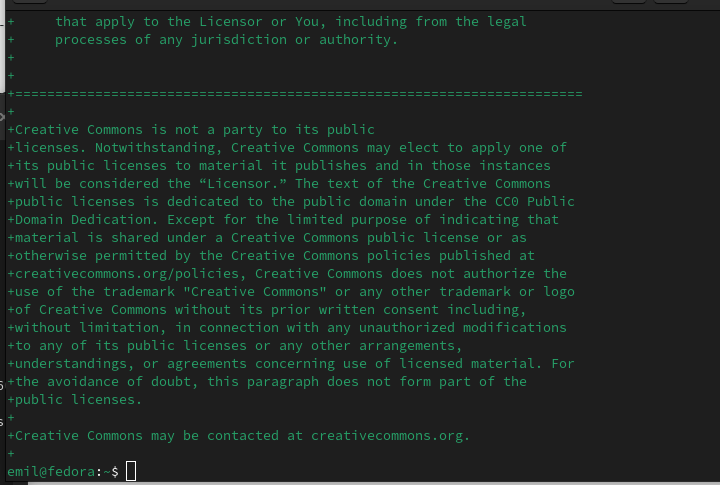 +     that apply to the Licensor or You, including from the legal
+     processes of any jurisdiction or authority.
+
+
+=======================================================================
+
+Creative Commons is not a party to its public
+licenses. Notwithstanding, Creative Commons may elect to apply one of
+its public licenses to material it publishes and in those instances
+will be considered the “Licensor.” The text of the Creative Commons
+public licenses is dedicated to the public domain under the CC0 Public
+Domain Dedication. Except for the limited purpose of indicating that
+material is shared under a Creative Commons public license or as
+otherwise permitted by the Creative Commons policies published at
+creativecommons.org/policies, Creative Commons does not authorize the
+use of the trademark "Creative Commons" or any other trademark or logo
+of Creative Commons without its prior written consent including,
+without limitation, in connection with any unauthorized modifications
+to any of its public licenses or any other arrangements,
+understandings, or agreements concerning use of licensed material. For
+the avoidance of doubt, this paragraph does not form part of the
+public licenses.
+
+Creative Commons may be contacted at creativecommons.org.
+
emil@fedora:~$